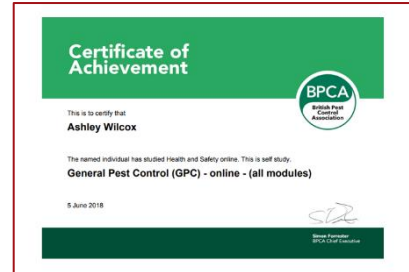 Certificate of
Achievement
BPCA
British Pest
Control
Association
This is to certify that
Ashley Wilcox
The named individual has studied Health and Safety online. This is self study.
General Pest Control (GPC) - online - (all modules)
5 June 2018
Simon Forrester
BPCA Chief Executive